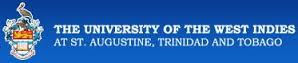 THE UNIVERSITY OF THE WEST INDIES
AT ST. AUGUSTINE, TRINIDAD AND TOBAGO